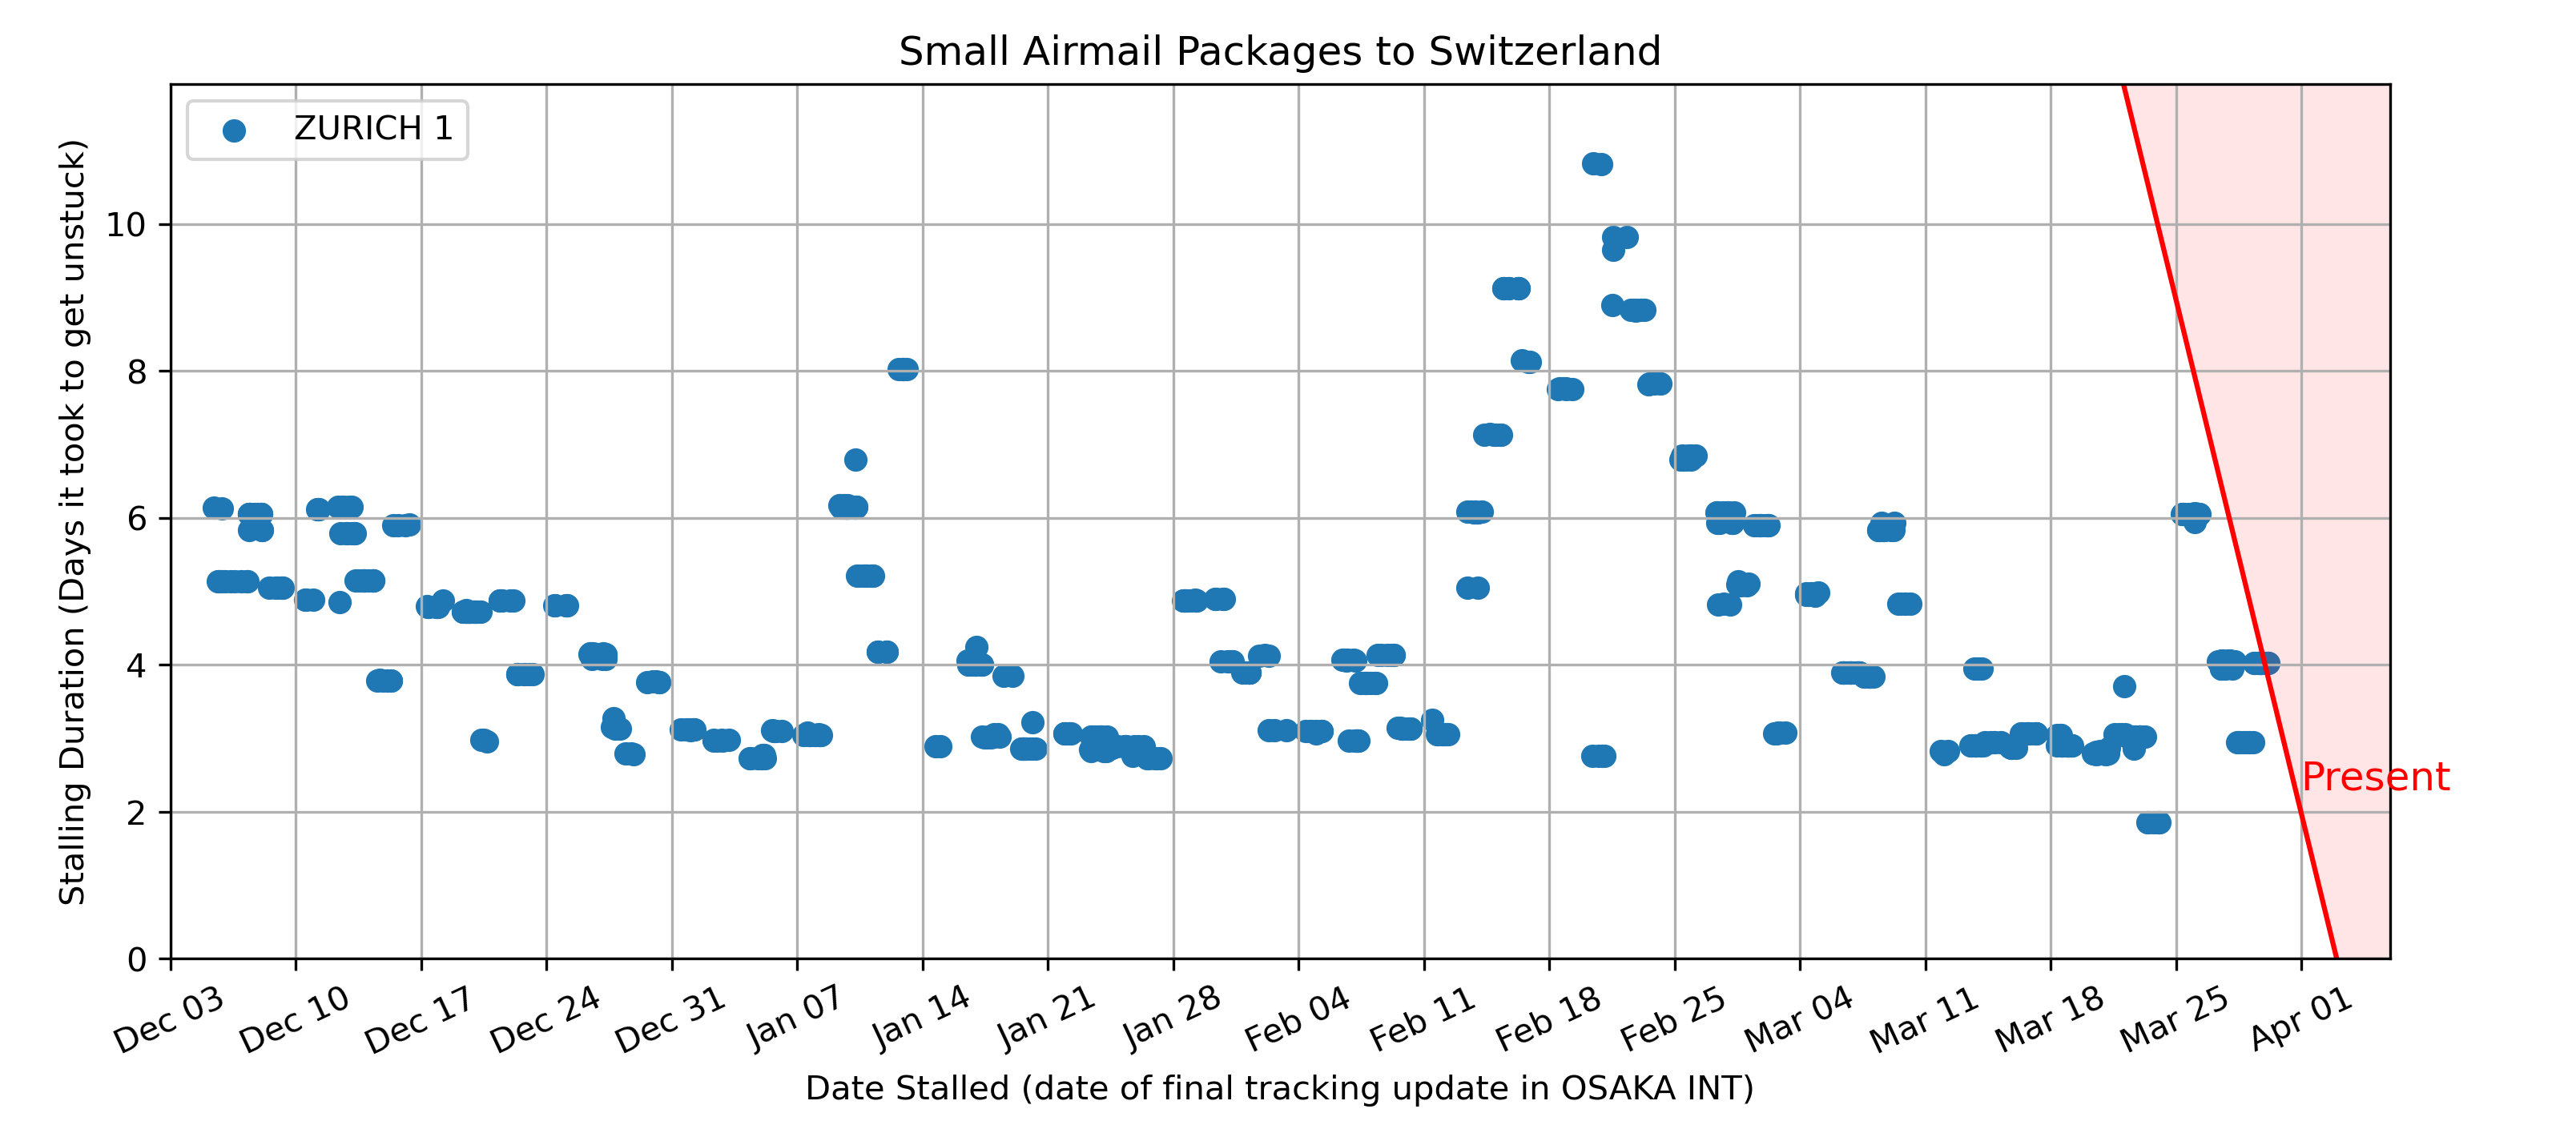 Small Airmail Packages to Switzerland
ZURICH 1
Stalling Duration (Days it took to get unstuck)
10
8
6
4
2
0
Present
Dec 03
Dec 10
Dec 17
Dec 24
Dec 31
Jan 07
Jan 14
Jan 21
Jan 28
Feb 04
Feb 11
Feb 18
Feb 25
Mar 04
Mar 11
Mar 18
Mar 25
Apr 01
Date Stalled (date of final tracking update in OSAKA INT)